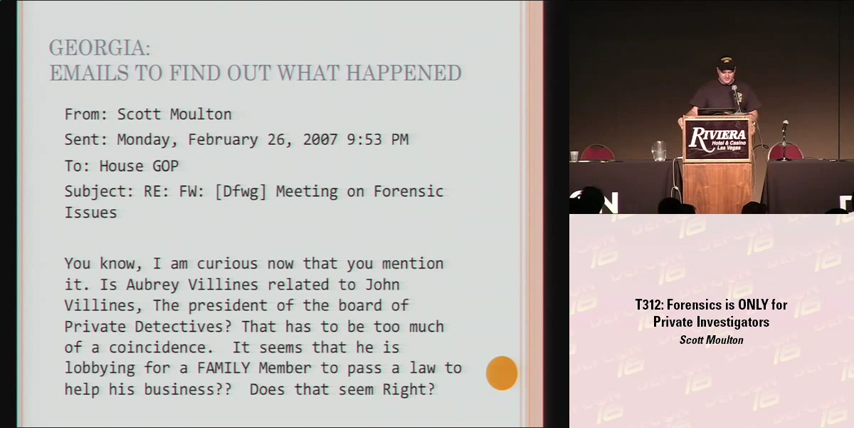 GEORGIA:
EMAILS TO FIND OUT WHAT HAPPENED
From: Scott Moulton
Sent: Monday, February 26, 2007 9:53 PM
To: House GOP
Subject: RE: FW: [Dfwg] Meeting on Forensic
Issues
You know, I am curious now that you mention
it. Is Aubrey Villines related to John
Villines, The president of the board of
Private Detectives? That has to be too much
of a coincidence.  It seems that he is
lobbying for a FAMILY Member to pass a law to
help his business??  Does that seem Right?
RIVIERA
Hotel & Casino
Las Vegas
T312: Forensics is ONLY for
Private Investigators
Scott Moulton